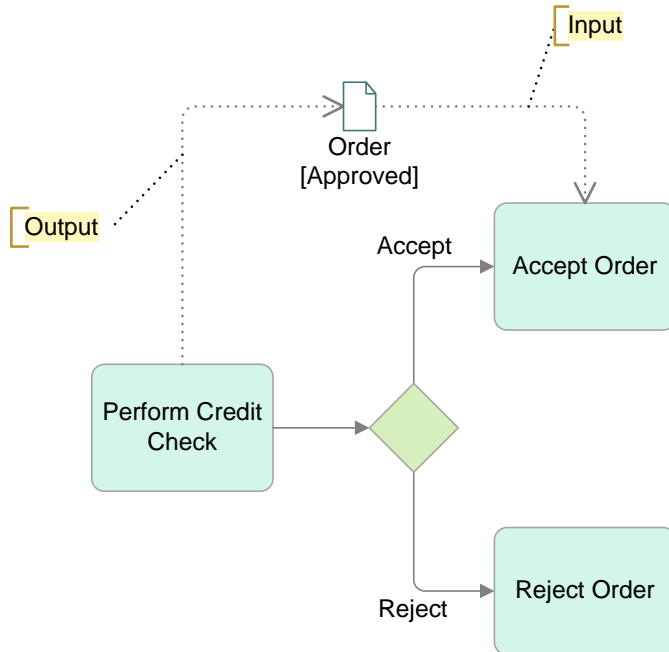 Input
Order
[Approved]
Output
Accept
Accept Order
Perform Credit
Check
Reject Order
Reject